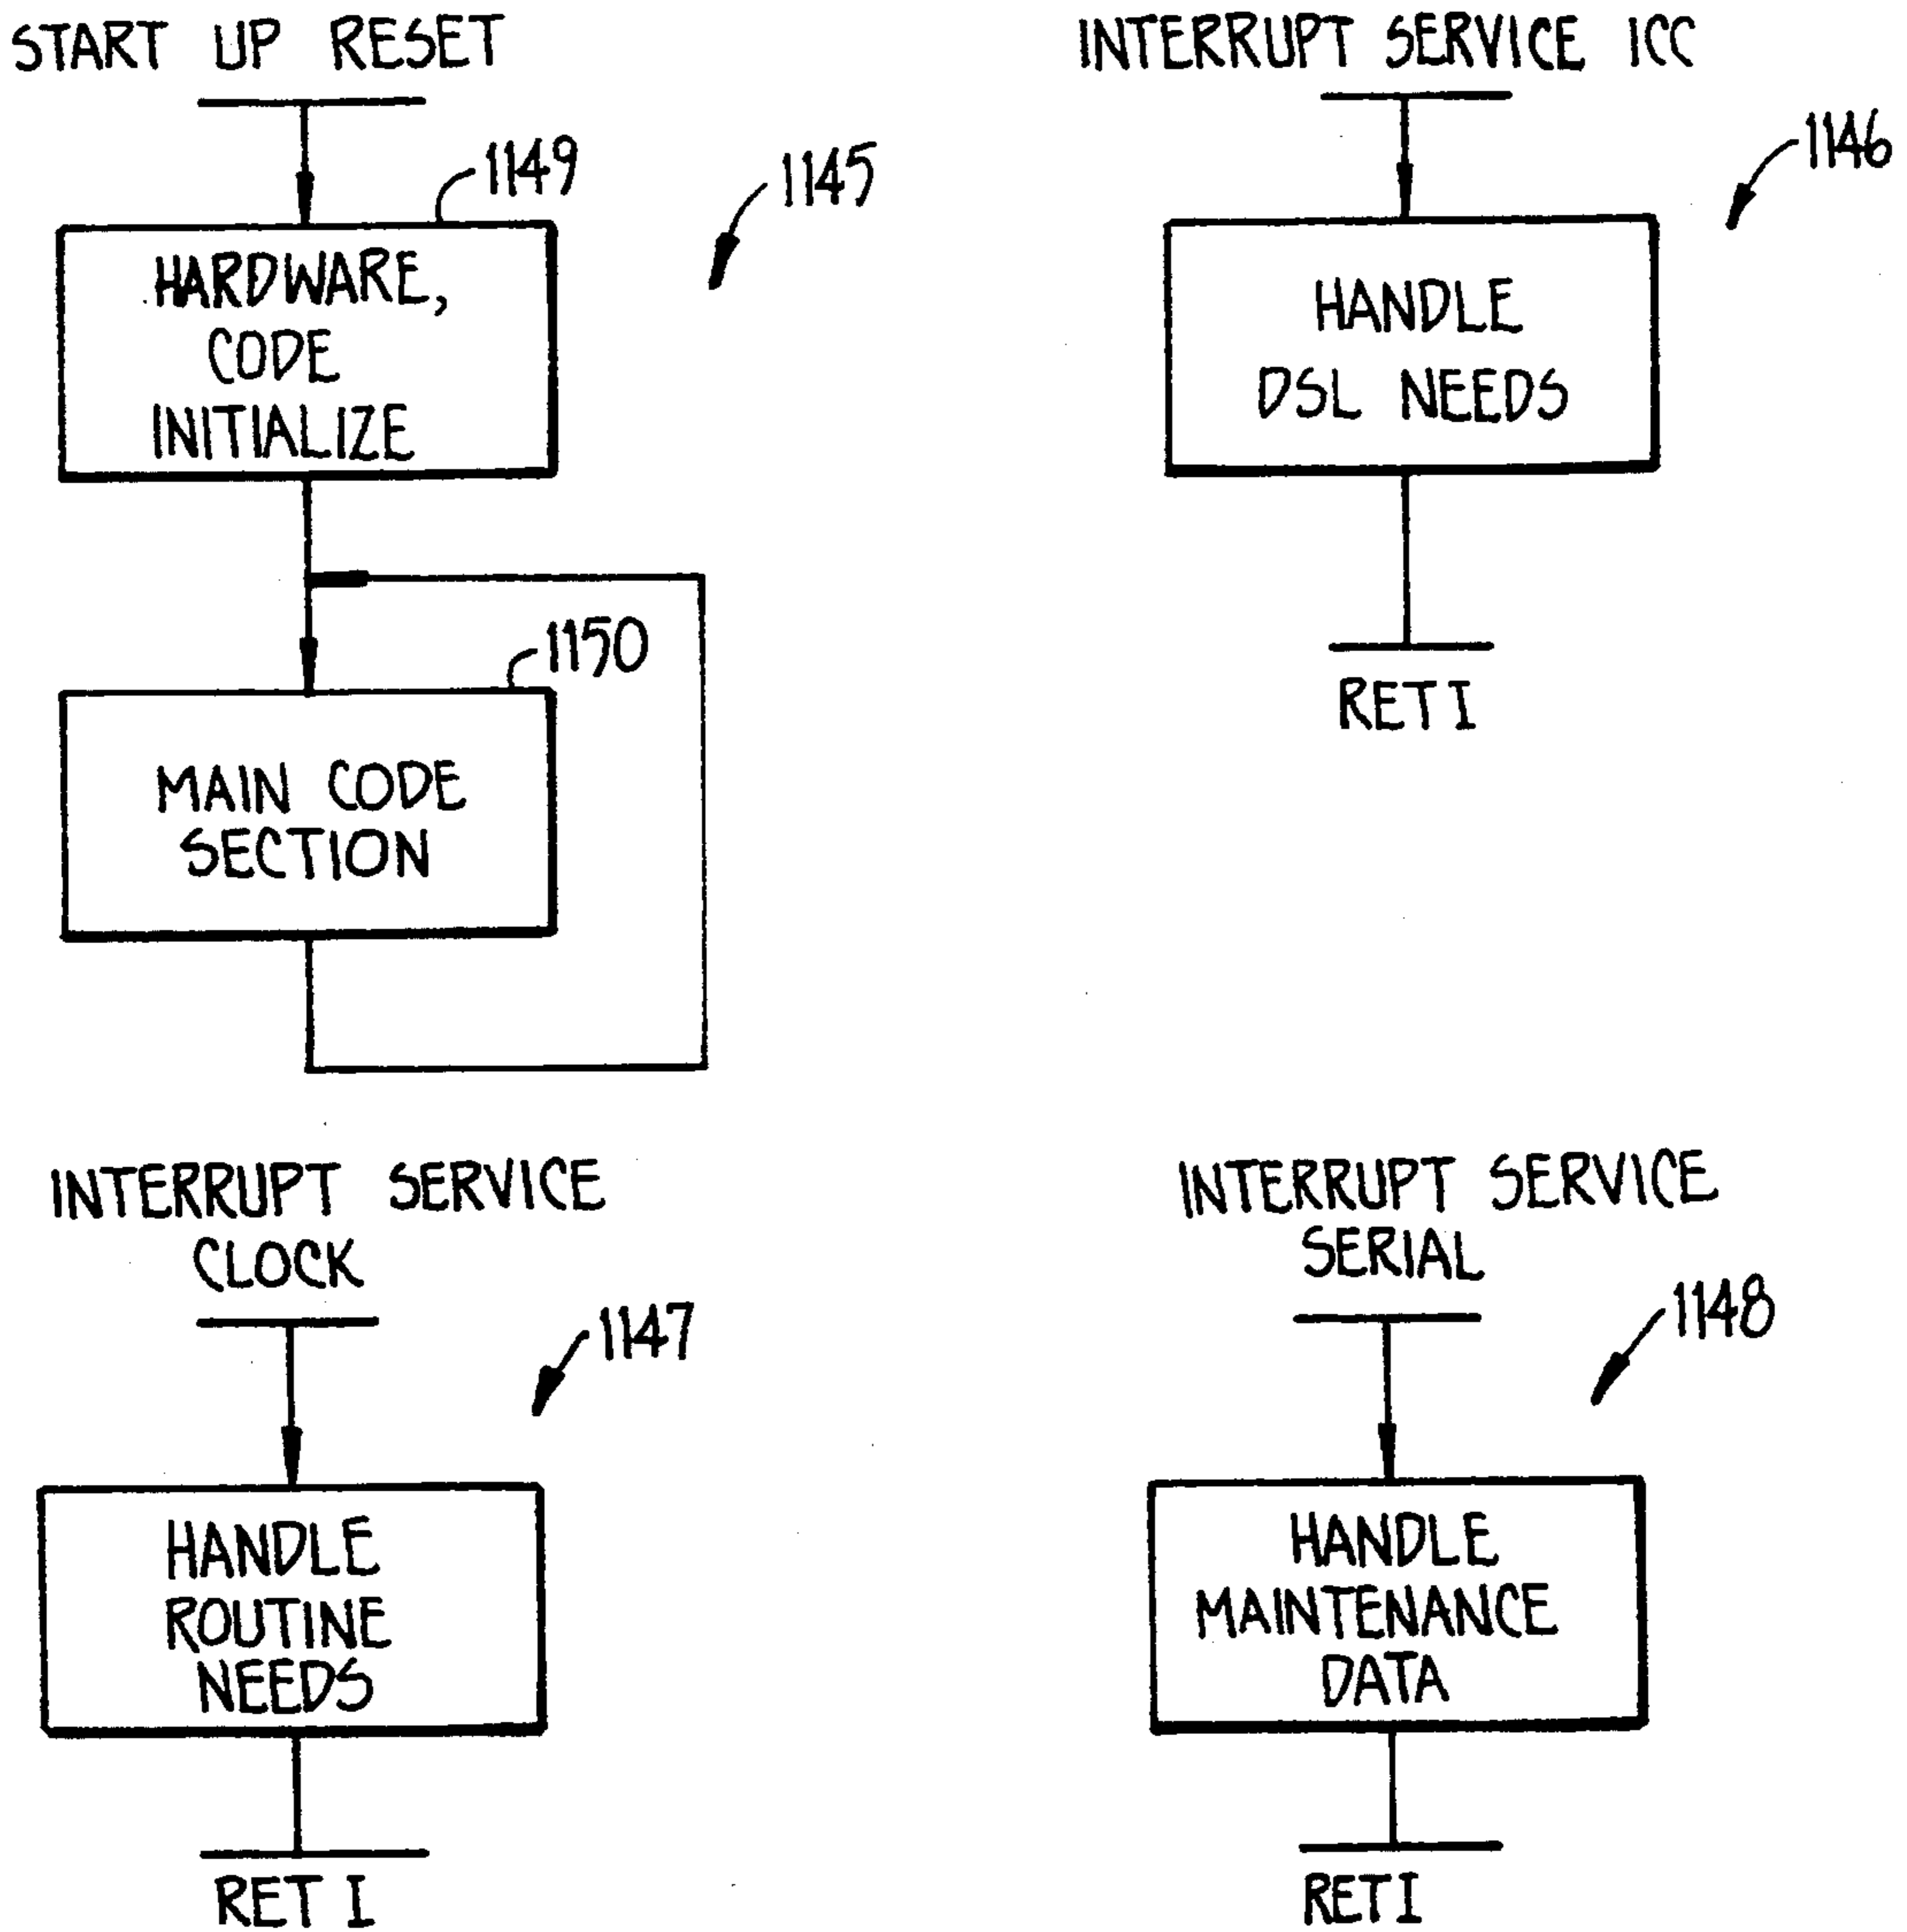 START UP RESET
1149
1145
HARDWARE,
CODE
INITIALIZE
1150
MAIN CODE
SECTION
INTERRUPT SERVICE ICC
1146
HANDLE
DSL NEEDS
RETI
INTERRUPT SERVICE
CLOCK
1147
HANDLE
ROUTINE
NEEDS
RET I
INTERRUPT SERVICE
SERIAL
1148
HANDLE
MAINTENANCE
DATA
RETI